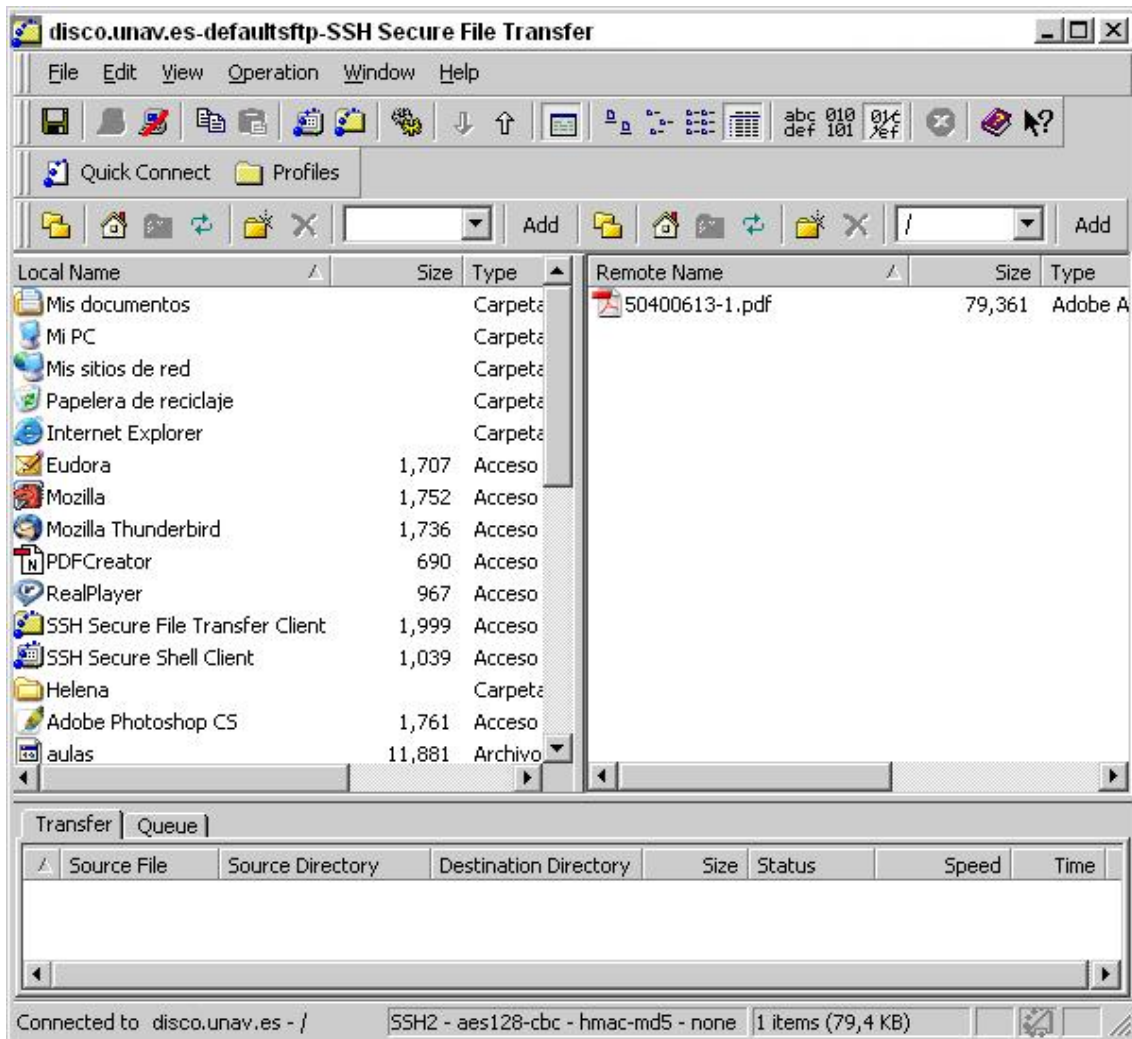 disco.unav.es-defaultsftp-SSH Secure File Transfer
File Edit View Operation Window Help
abc def 010 101
Quick Connect Profiles
Add / Add
Local Name Size Type
Mis documentos Carpeta
Mi PC Carpeta
Mis sitios de red Carpeta
Papelera de reciclaje Carpeta
Internet Explorer Carpeta
Eudora 1,707 Acceso
Mozilla 1,752 Acceso
Mozilla Thunderbird 1,736 Acceso
PDFCreator 690 Acceso
RealPlayer 967 Acceso
SSH Secure File Transfer Client 1,999 Acceso
SSH Secure Shell Client 1,039 Acceso
Helena Carpeta
Adobe Photoshop CS 1,761 Acceso
aulas 11,881 Archivo
Remote Name Size Type
50400613-1.pdf 79,361 Adobe A
Transfer Queue
Source File Source Directory Destination Directory Size Status Speed Time
Connected to disco.unav.es - / SSH2 - aes128-cbc - hmac-md5 - none 1 items (79,4 KB)